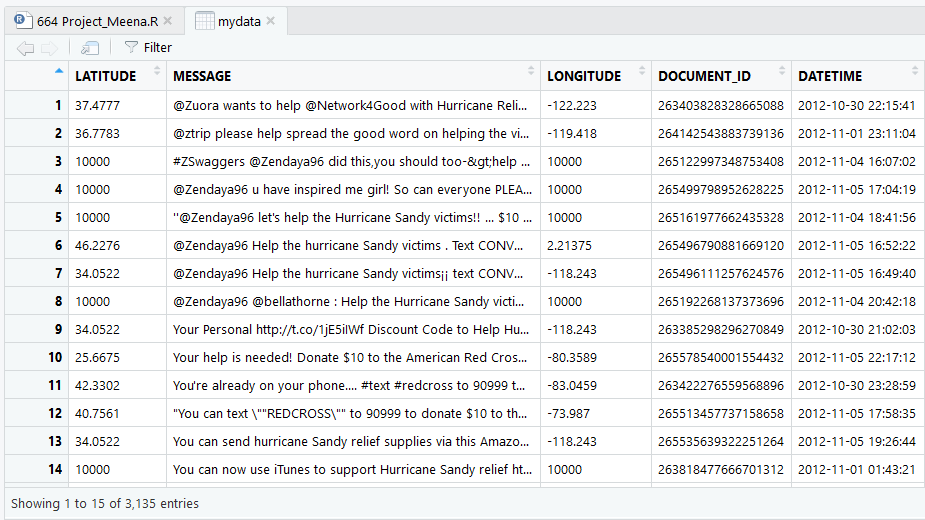 664 Project_Meena.R mydata
Filter
LATITUDE MESSAGE LONGITUDE DOCUMENT_ID DATETIME
1 37.4777 @Zuora wants to help @Network4Good with Hurricane Reli... -122.223 263403828328665088 2012-10-30 22:15:41
2 36.7783 @ztrip please help spread the good word on helping the vi... -119.418 264142543883739136 2012-11-01 23:11:04
3 10000 #ZSwaggers @Zendaya96 did this,you should too-&gt;help ... 10000 265122997348753408 2012-11-04 16:07:02
4 10000 @Zendaya96 u have inspired me girl! So can everyone PLEA... 10000 265499798952628225 2012-11-05 17:04:19
5 10000 ''@Zendaya96 let's help the Hurricane Sandy victims!! ... $10 ... 10000 265161977662435328 2012-11-04 18:41:56
6 46.2276 @Zendaya96 Help the hurricane Sandy victims . Text CONV... 2.21375 265496790881669120 2012-11-05 16:52:22
7 34.0522 @Zendaya96 Help the hurricane Sandy victims¡¡ text CONV... -118.243 265496111257624576 2012-11-05 16:49:40
8 10000 @Zendaya96 @bellathorne : Help the Hurricane Sandy victi... 10000 265192268137373696 2012-11-04 20:42:18
9 34.0522 Your Personal http://t.co/1jE5iIWf Discount Code to Help Hu... -118.243 263385298296270849 2012-10-30 21:02:03
10 25.6675 Your help is needed! Donate $10 to the American Red Cros... -80.3589 265578540001554432 2012-11-05 22:17:12
11 42.3302 You're already on your phone.... #text #redcross to 90999 t... -83.0459 263422276559568896 2012-10-30 23:28:59
12 40.7561 "You can text \""REDCROSS\"" to 90999 to donate $10 to th... -73.987 265513457737158658 2012-11-05 17:58:35
13 34.0522 You can send hurricane Sandy relief supplies via this Amazo... -118.243 265535639322251264 2012-11-05 19:26:44
14 10000 You can now use iTunes to support Hurricane Sandy relief ht... 10000 263818477666701312 2012-11-01 01:43:21
Showing 1 to 15 of 3,135 entries